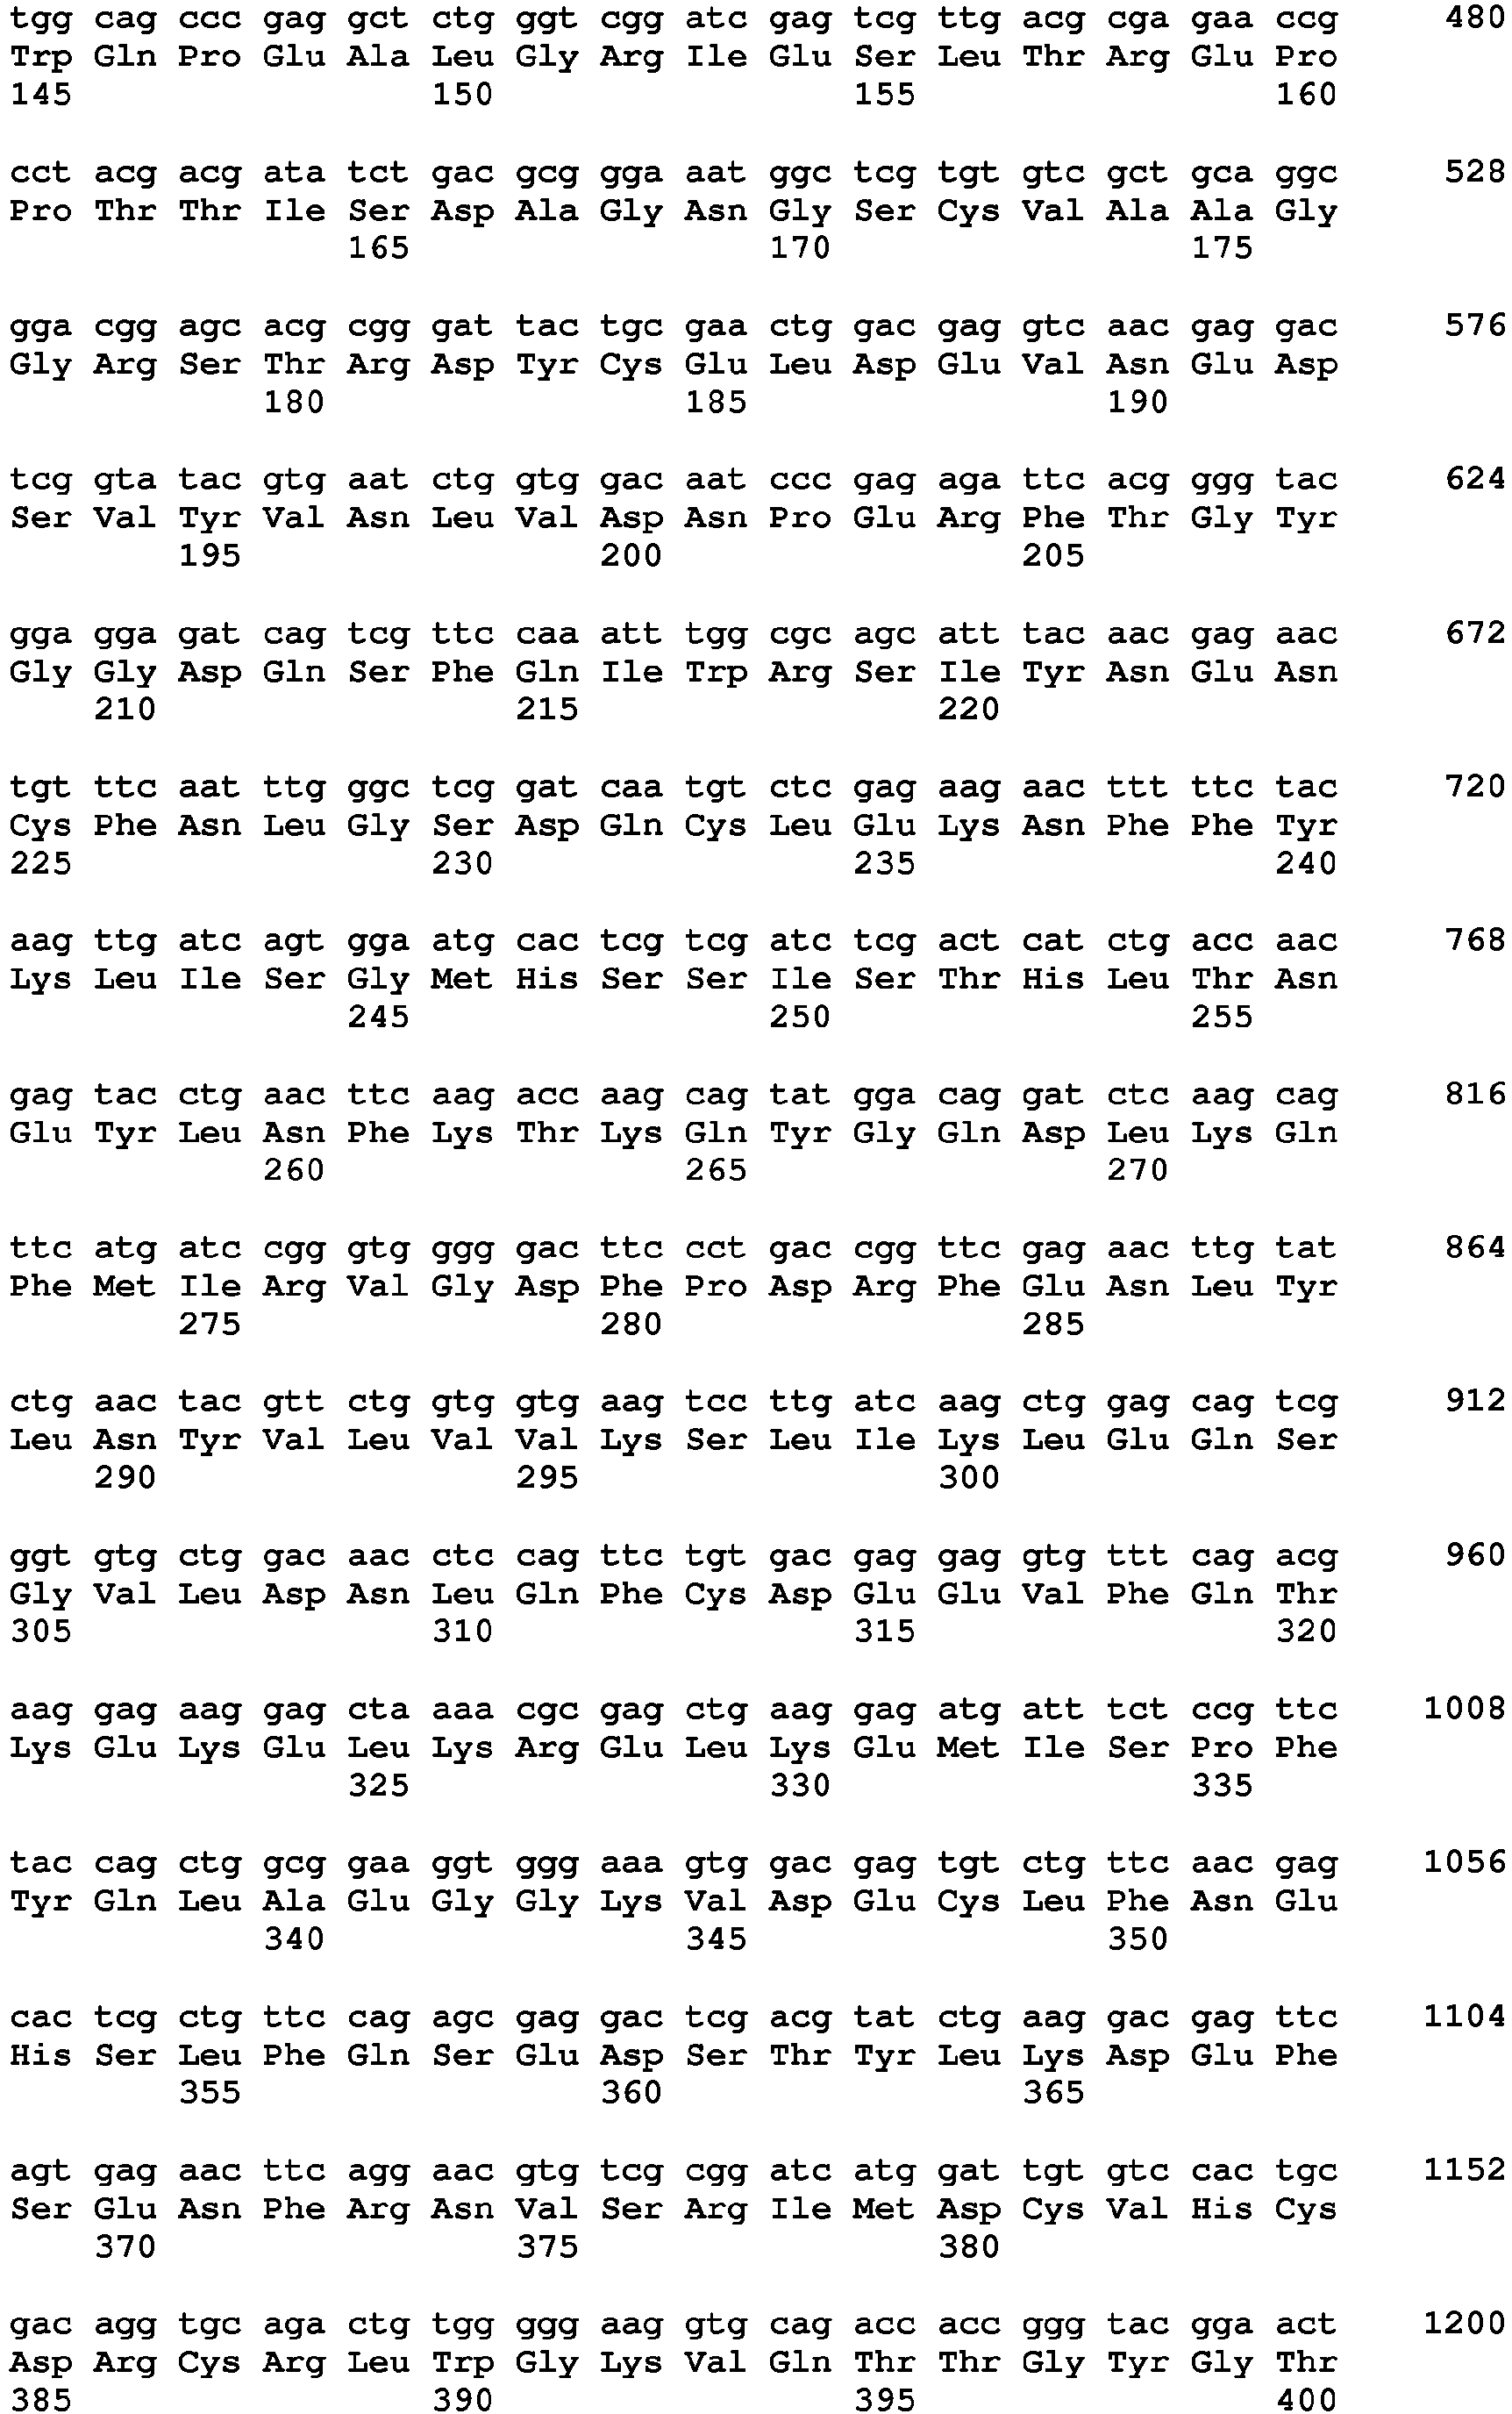 tgg cag ccc gag gct ctg ggt cgg atc gag tcg ttg acg cga gaa ccg 480
Trp Gln Pro Glu Ala Leu Gly Arg Ile Glu Ser Leu Thr Arg Glu Pro
145 150 155 160
cct acg acg ata tct gac gcg gga aat ggc tcg tgt gtc gct gca ggc 528
Pro Thr Thr Ile Ser Asp Ala Gly Asn Gly Ser Cys Val Ala Ala Gly
165 170 175
gga cgg agc acg cgg gat tac tgc gaa ctg gac gag gtc aac gag gac 576
Gly Arg Ser Thr Arg Asp Tyr Cys Glu Leu Asp Glu Val Asn Glu Asp
180 185 190
tcg gta tac gtg aat ctg gtg gac aat ccc gag aga ttc acg ggg tac 624
Ser Val Tyr Val Asn Leu Val Asp Asn Pro Glu Arg Phe Thr Gly Tyr
195 200 205
gga gga gat cag tcg ttc caa att tgg cgc agc att tac aac gag aac 672
Gly Gly Asp Gln Ser Phe Gln Ile Trp Arg Ser Ile Tyr Asn Glu Asn
210 215 220
tgt ttc aat ttg ggc tcg gat caa tgt ctc gag aag aac ttt ttc tac 720
Cys Phe Asn Leu Gly Ser Asp Gln Cys Leu Glu Lys Asn Phe Phe Tyr
225 230 235 240
aag ttg atc agt gga atg cac tcg tcg atc tcg act cat ctg acc aac 768
Lys Leu Ile Ser Gly Met His Ser Ser Ile Ser Thr His Leu Thr Asn
245 250 255
gag tac ctg aac ttc aag acc aag cag tat gga cag gat ctc aag cag 816
Glu Tyr Leu Asn Phe Lys Thr Lys Gln Tyr Gly Gln Asp Leu Lys Gln
260 265 270
ttc atg atc cgg gtg ggg gac ttc cct gac cgg ttc gag aac ttg tat 864
Phe Met Ile Arg Val Gly Asp Phe Pro Asp Arg Phe Glu Asn Leu Tyr
275 280 285
ctg aac tac gtt ctg gtg gtg aag tcc ttg atc aag ctg gag cag tcg 912
Leu Asn Tyr Val Leu Val Val Lys Ser Leu Ile Lys Leu Glu Gln Ser
290 295 300
ggt gtg ctg gac aac ctc cag ttc tgt gac gag gag gtg ttt cag acg 960
Gly Val Leu Asp Asn Leu Gln Phe Cys Asp Glu Glu Val Phe Gln Thr
305 310 315 320
aag gag aag gag cta aaa cgc gag ctg aag gag atg att tct ccg ttc 1008
Lys Glu Lys Glu Leu Lys Arg Glu Leu Lys Glu Met Ile Ser Pro Phe
325 330 335
tac cag ctg gcg gaa ggt ggg aaa gtg gac gag tgt ctg ttc aac gag 1056
Tyr Gln Leu Ala Glu Gly Gly Lys Val Asp Glu Cys Leu Phe Asn Glu
340 345 350
cac tcg ctg ttc cag agc gag gac tcg acg tat ctg aag gac gag ttc 1104
His Ser Leu Phe Gln Ser Glu Asp Ser Thr Tyr Leu Lys Asp Glu Phe
355 360 365
agt gag aac ttc agg aac gtg tcg cgg atc atg gat tgt gtc cac tgc 1152
Ser Glu Asn Phe Arg Asn Val Ser Arg Ile Met Asp Cys Val His Cys
370 375 380
gac agg tgc aga ctg tgg ggg aag gtg cag acc acc ggg tac gga act 1200
Asp Arg Cys Arg Leu Trp Gly Lys Val Gln Thr Thr Gly Tyr Gly Thr
385 390 395 400